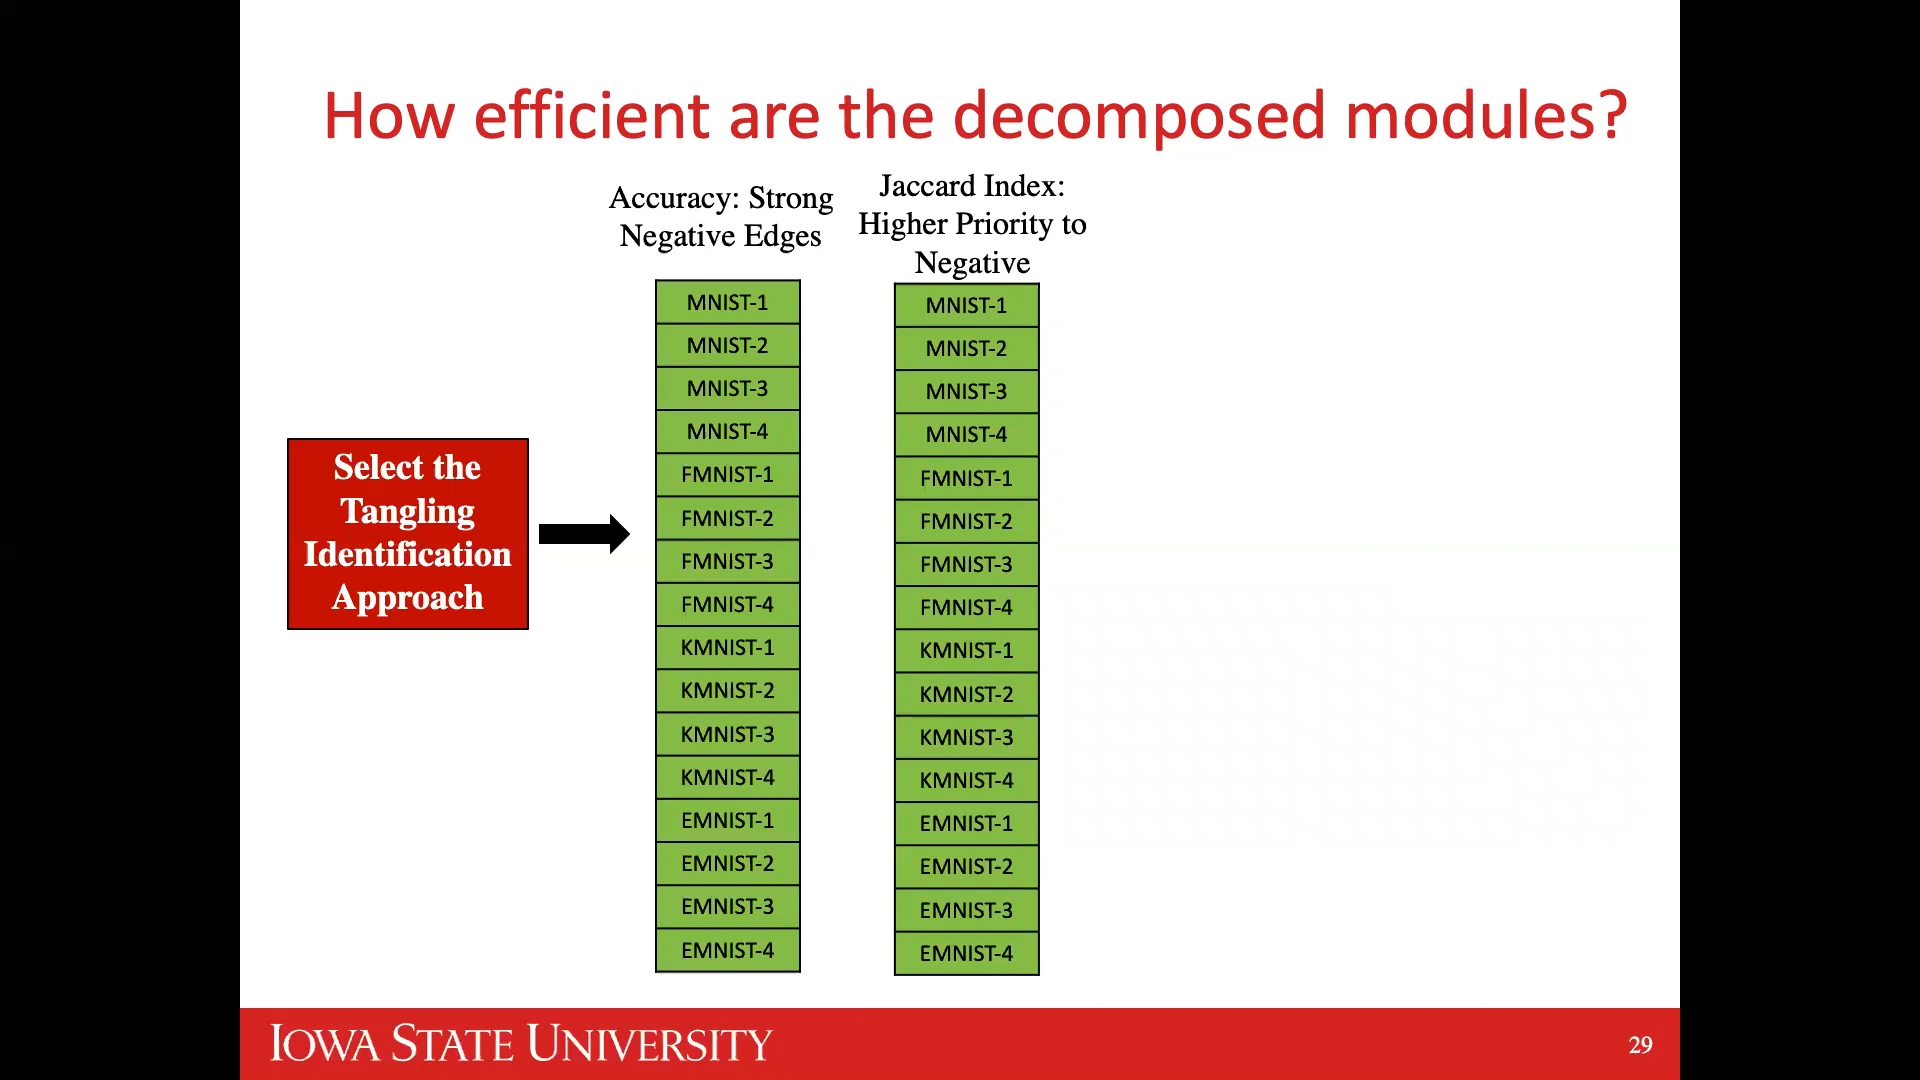 How efficient are the decomposed modules?
Accuracy: Strong
Negative Edges
Jaccard Index:
Higher Priority to
Negative
Select the
Tangling
Identification
Approach
MNIST-1
MNIST-2
MNIST-3
MNIST-4
FMNIST-1
FMNIST-2
FMNIST-3
FMNIST-4
KMNIST-1
KMNIST-2
KMNIST-3
KMNIST-4
EMNIST-1
EMNIST-2
EMNIST-3
EMNIST-4
MNIST-1
MNIST-2
MNIST-3
MNIST-4
FMNIST-1
FMNIST-2
FMNIST-3
FMNIST-4
KMNIST-1
KMNIST-2
KMNIST-3
KMNIST-4
EMNIST-1
EMNIST-2
EMNIST-3
EMNIST-4
IOWA STATE UNIVERSITY
29